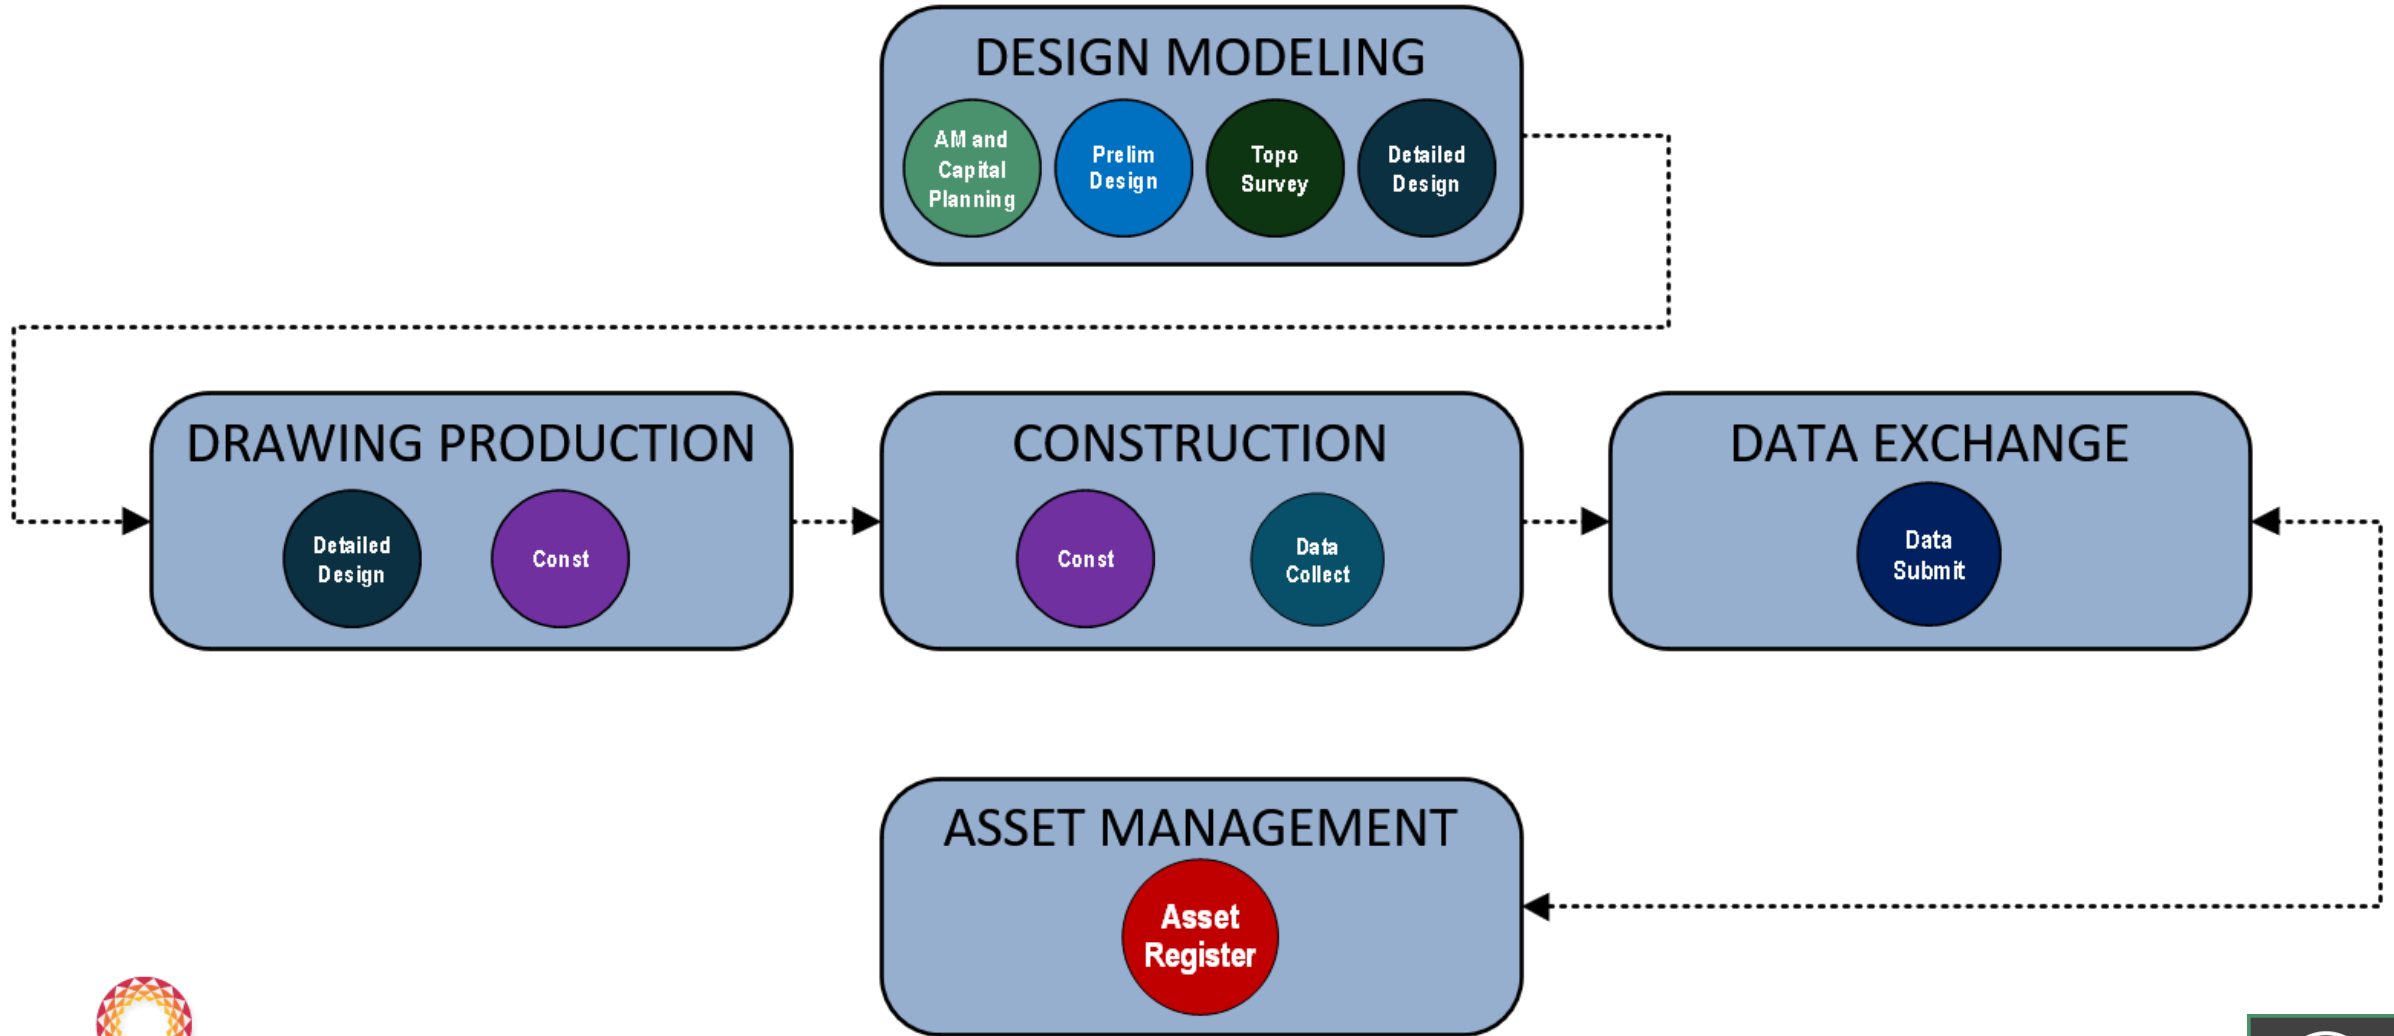 DESIGN MODELING
AM and
Capital
Planning
Prelim
Design
Topo
Survey
Detailed
Design
DRAWING PRODUCTION
Detailed
Design
Const
CONSTRUCTION
Const
Data
Collect
DATA EXCHANGE
Data
Submit
ASSET MANAGEMENT
Asset
Register